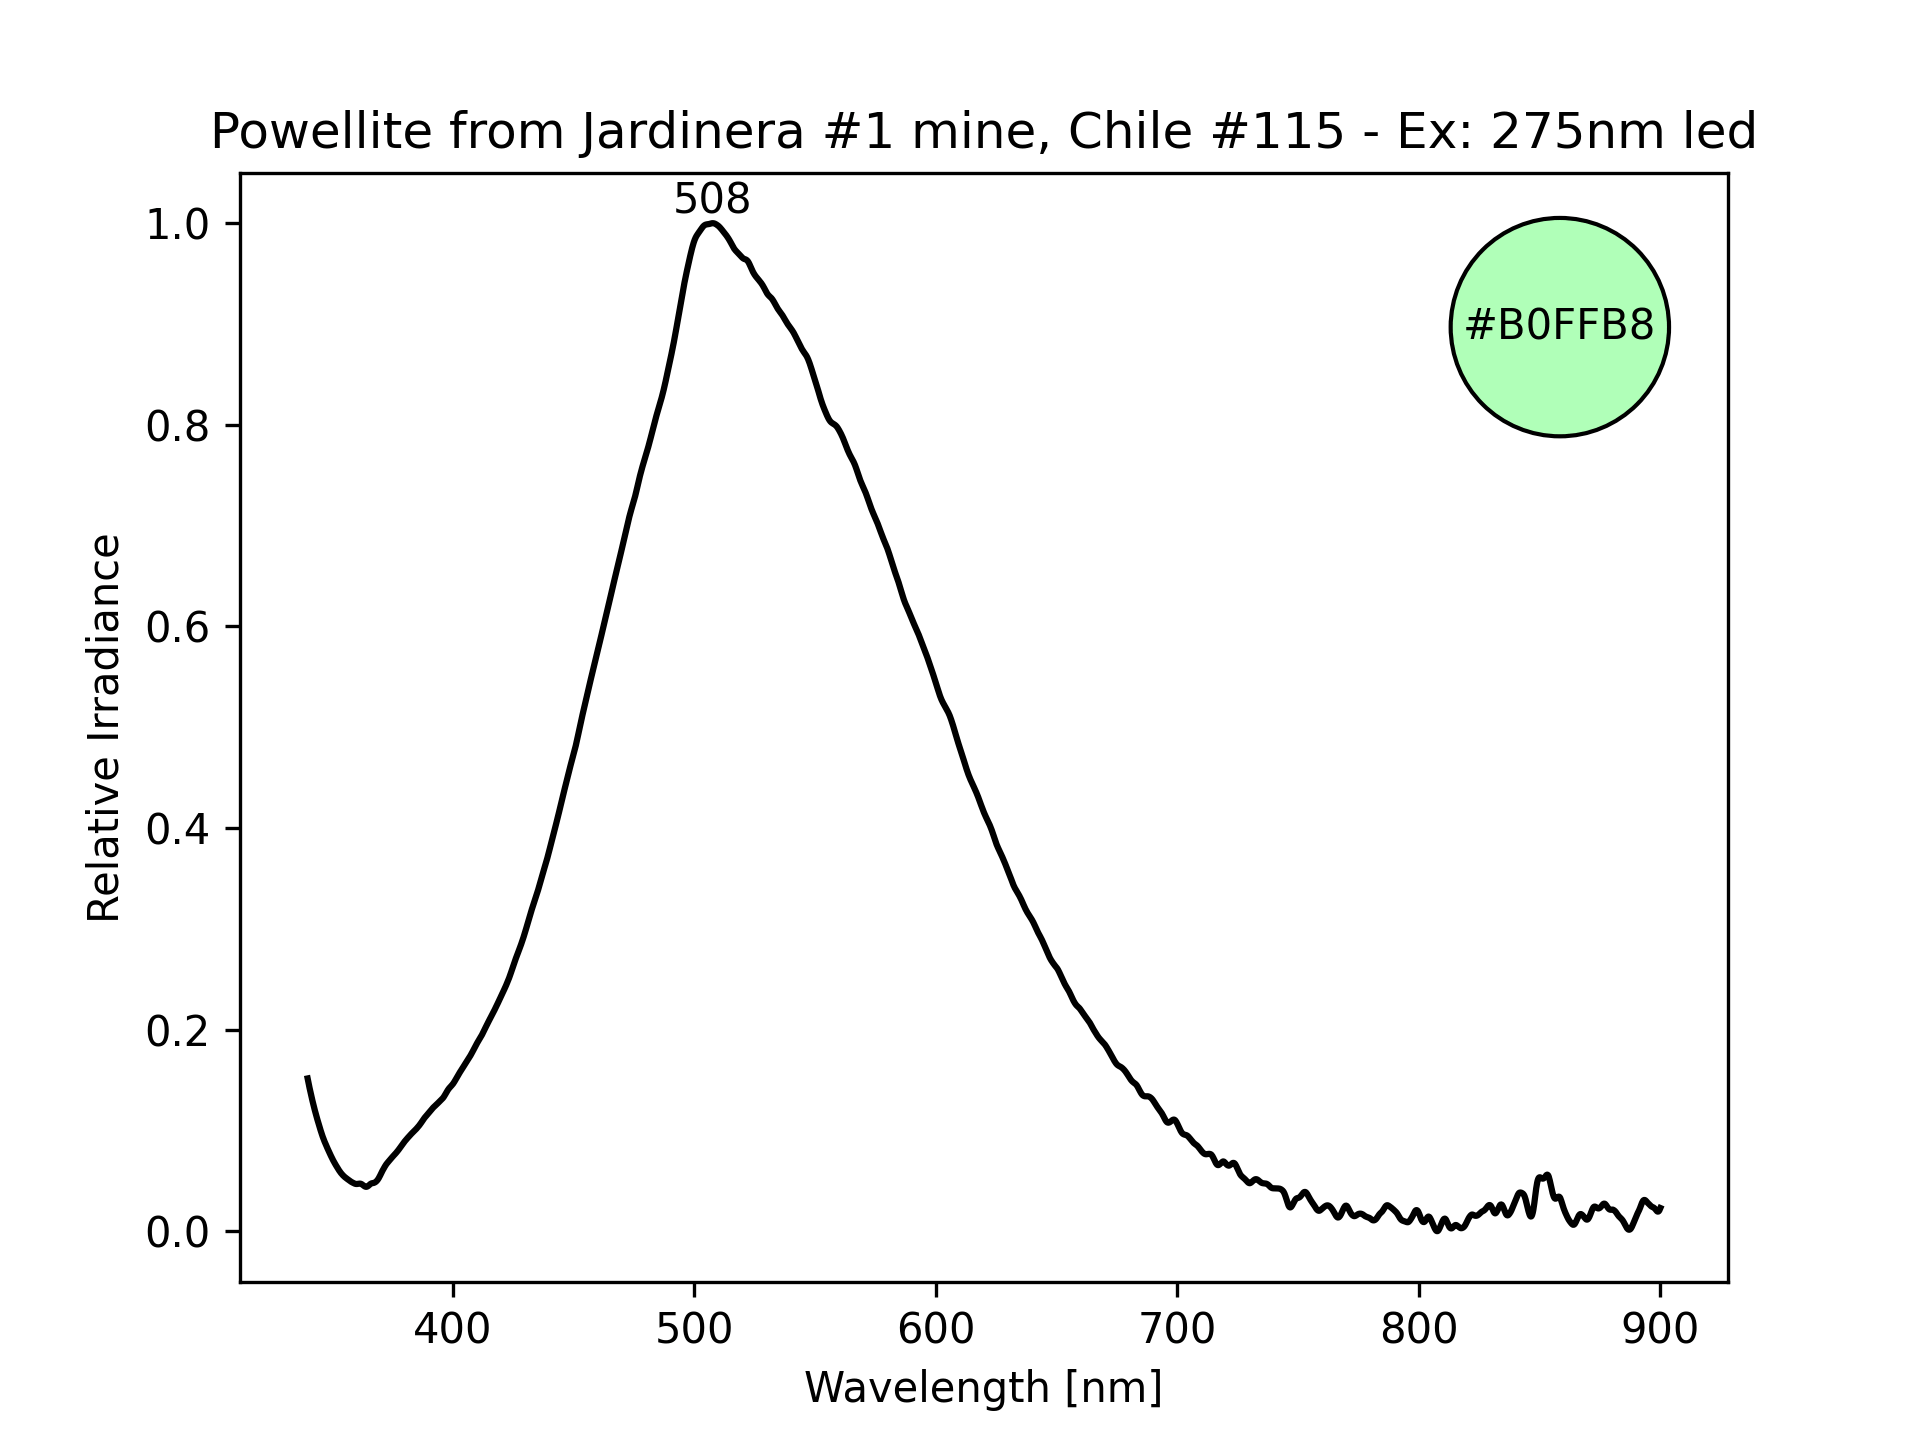 Powellite from Jardinera #1 mine, Chile #115 - Ex: 275nm led
508
#B0FFB8
1.0
0.8
0.6
0.4
0.2
0.0
Relative Irradiance
400 500 600 700 800 900
Wavelength [nm]